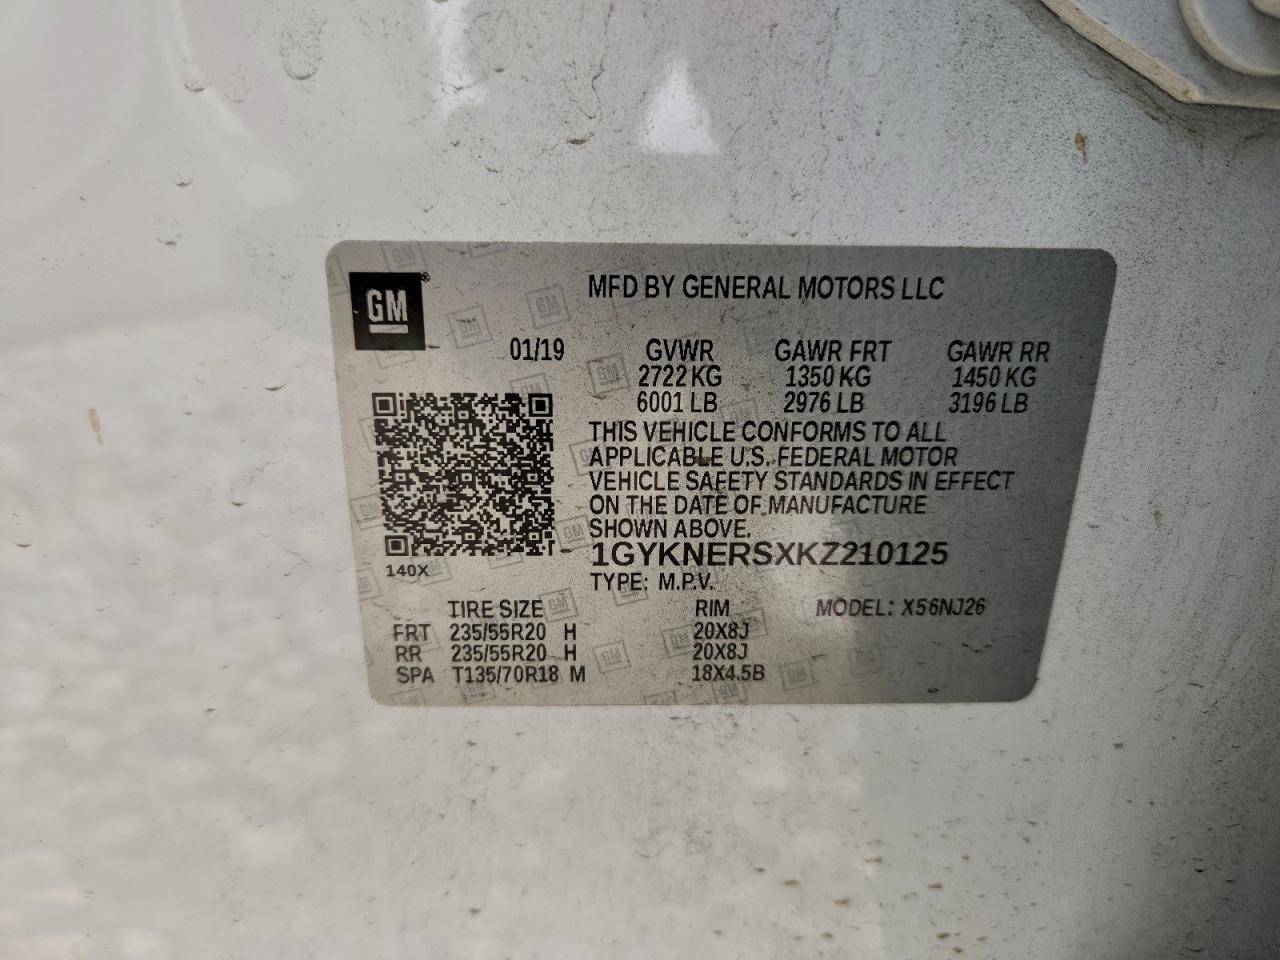 GM®
MFD BY GENERAL MOTORS LLC
01/19 GVWR GAWR FRT GAWR RR
2722 KG 1350 KG 1450 KG
6001 LB 2976 LB 3196 LB
THIS VEHICLE CONFORMS TO ALL
APPLICABLE U.S. FEDERAL MOTOR
VEHICLE SAFETY STANDARDS IN EFFECT
ON THE DATE OF MANUFACTURE
SHOWN ABOVE.
1GYKNERSXKZ210125
140X
TYPE: M.P.V.
TIRE SIZE RIM MODEL: X56NJ26
FRT 235/55R20 H 20X8J
RR 235/55R20 H 20X8J
SPA T135/70R18 M 18X4.5B